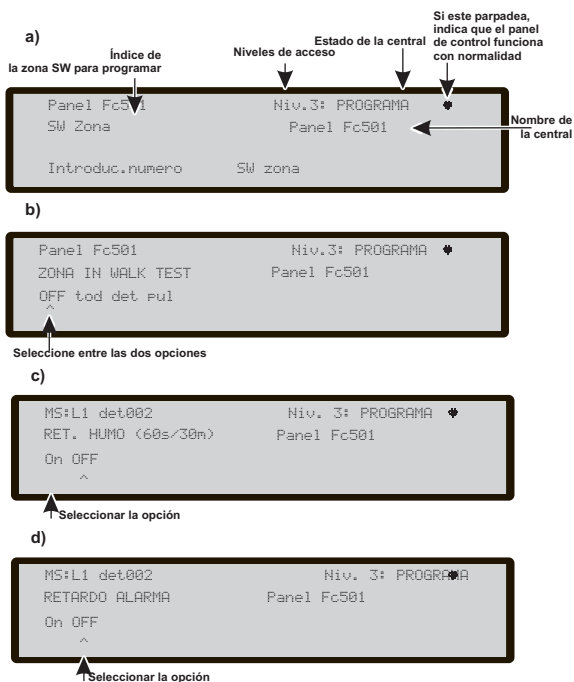 a)
Índice de
la zona SW para programar
Niveles de acceso
Estado de la central
Si este parpadea,
indica que el panel
de control funciona
con normalidad
Panel Fc501 Niv.3: PROGRAMA
SW Zona Panel Fc501
Nombre de
la central
Introduc.numero SW zona
b)
Panel Fc501 Niv.3: PROGRAMA
ZONA IN WALK TEST Panel Fc501
OFF tod det pul
^
Seleccione entre las dos opciones
c)
MS:L1 det002 Niv. 3: PROGRAMA
RET. HUMO (60s/30m) Panel Fc501
On OFF
^
Seleccionar la opción
d)
MS:L1 det002 Niv. 3: PROGRAMA
RETARDO ALARMA Panel Fc501
On OFF
^
Seleccionar la opción